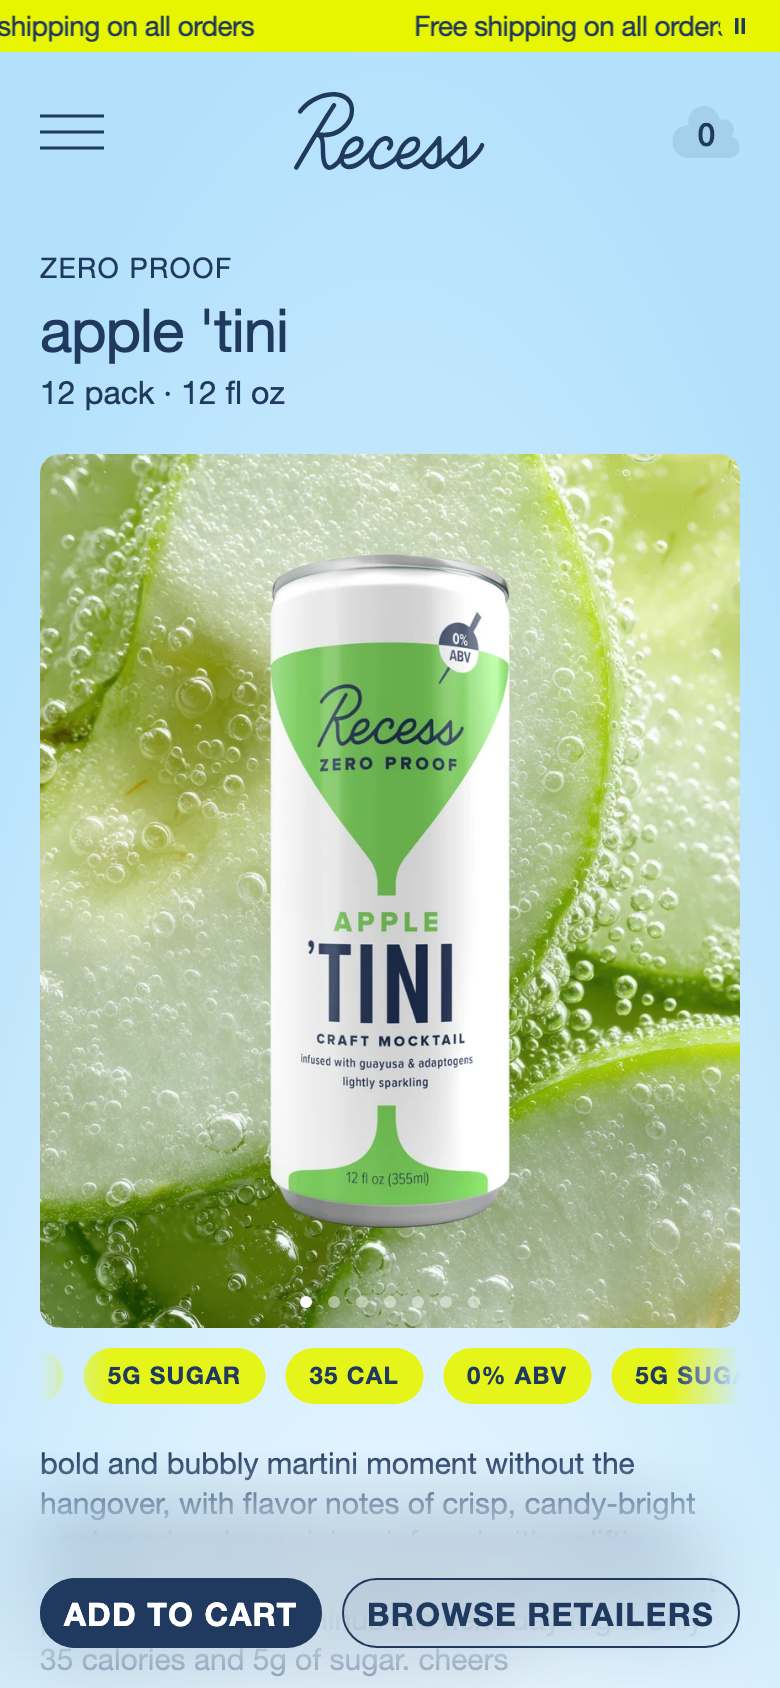 shipping on all orders Free shipping on all orders
Recess
0
ZERO PROOF
apple 'tini
12 pack · 12 fl oz
0%
ABV
Recess
ZERO PROOF
APPLE
'TINI
CRAFT MOCKTAIL
infused with guayusa & adaptogens
lightly sparkling
12 fl oz (355ml)
5G SUGAR 35 CAL 0% ABV 5G SUGA
bold and bubbly martini moment without the
hangover, with flavor notes of crisp, candy-bright
ADD TO CART BROWSE RETAILERS
35 calories and 5g of sugar. cheers